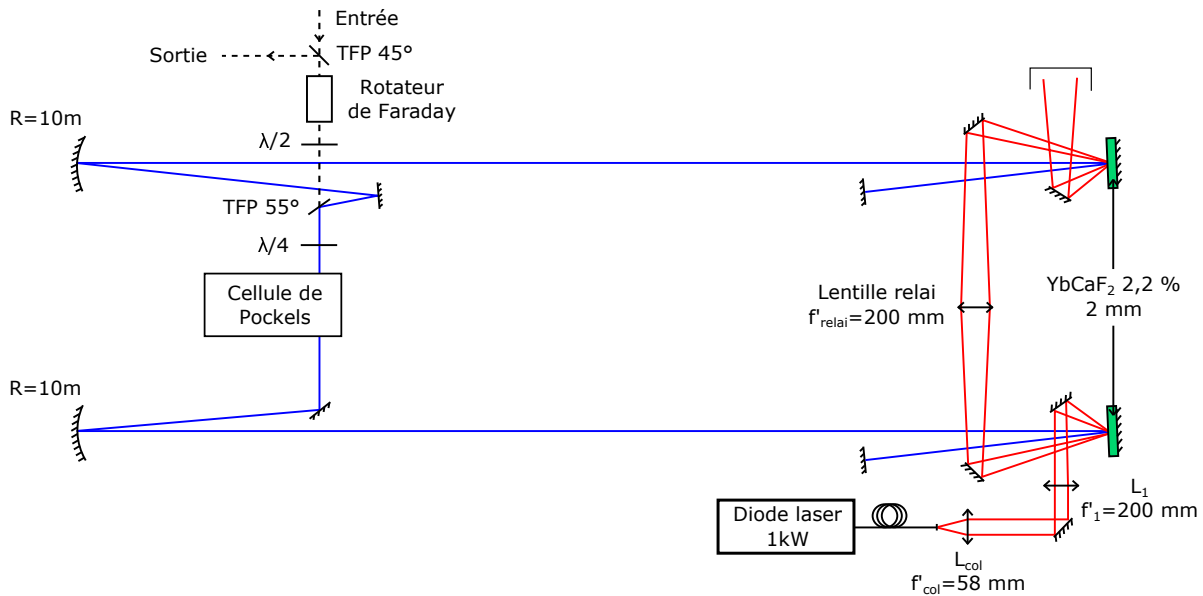 Entrée
Sortie
TFP 45°
Rotateur
de Faraday
R=10m
λ/2
TFP 55°
λ/4
Cellule de
Pockels
Lentille relai
f'relai=200 mm
YbCaF2 2,2 %
2 mm
R=10m
Diode laser
1kW
L1
f'1=200 mm
Lcol
f'col=58 mm